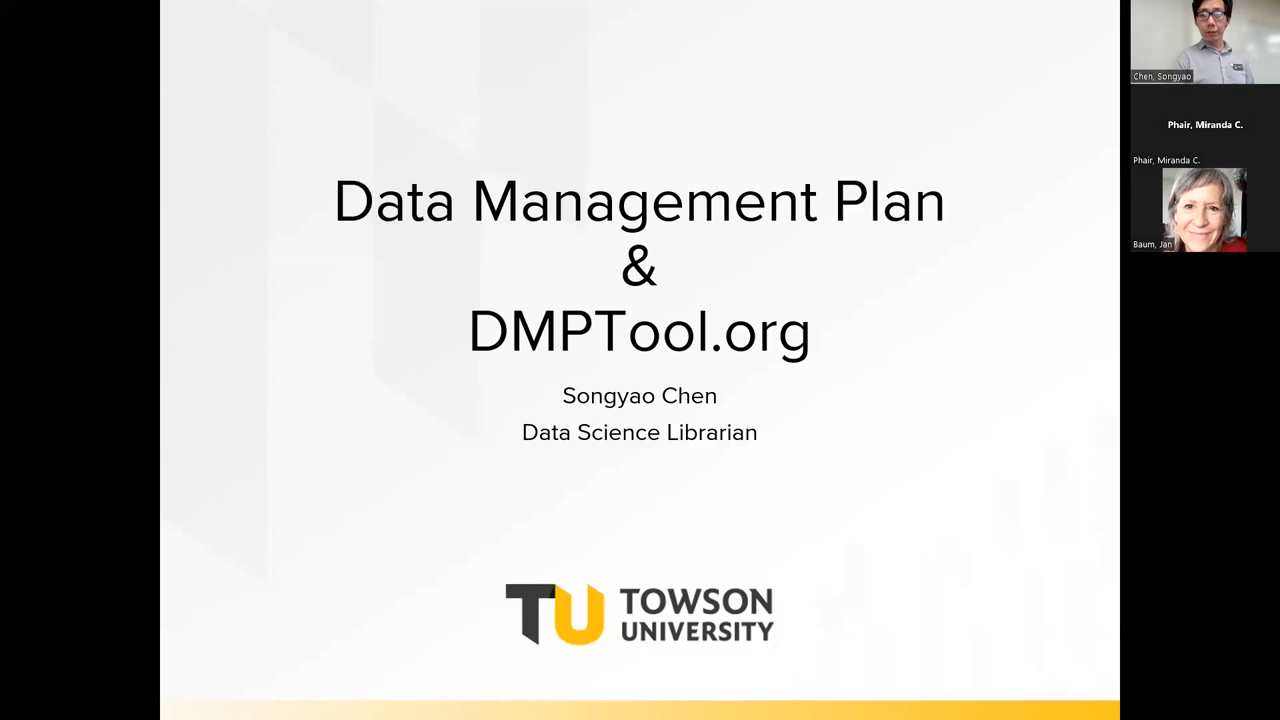 Data Management Plan
&
DMPTool.org
Songyao Chen
Data Science Librarian
TU TOWSON
UNIVERSITY
Chen, Songyao
Phair, Miranda C.
Phair, Miranda C.
Baum, Jan